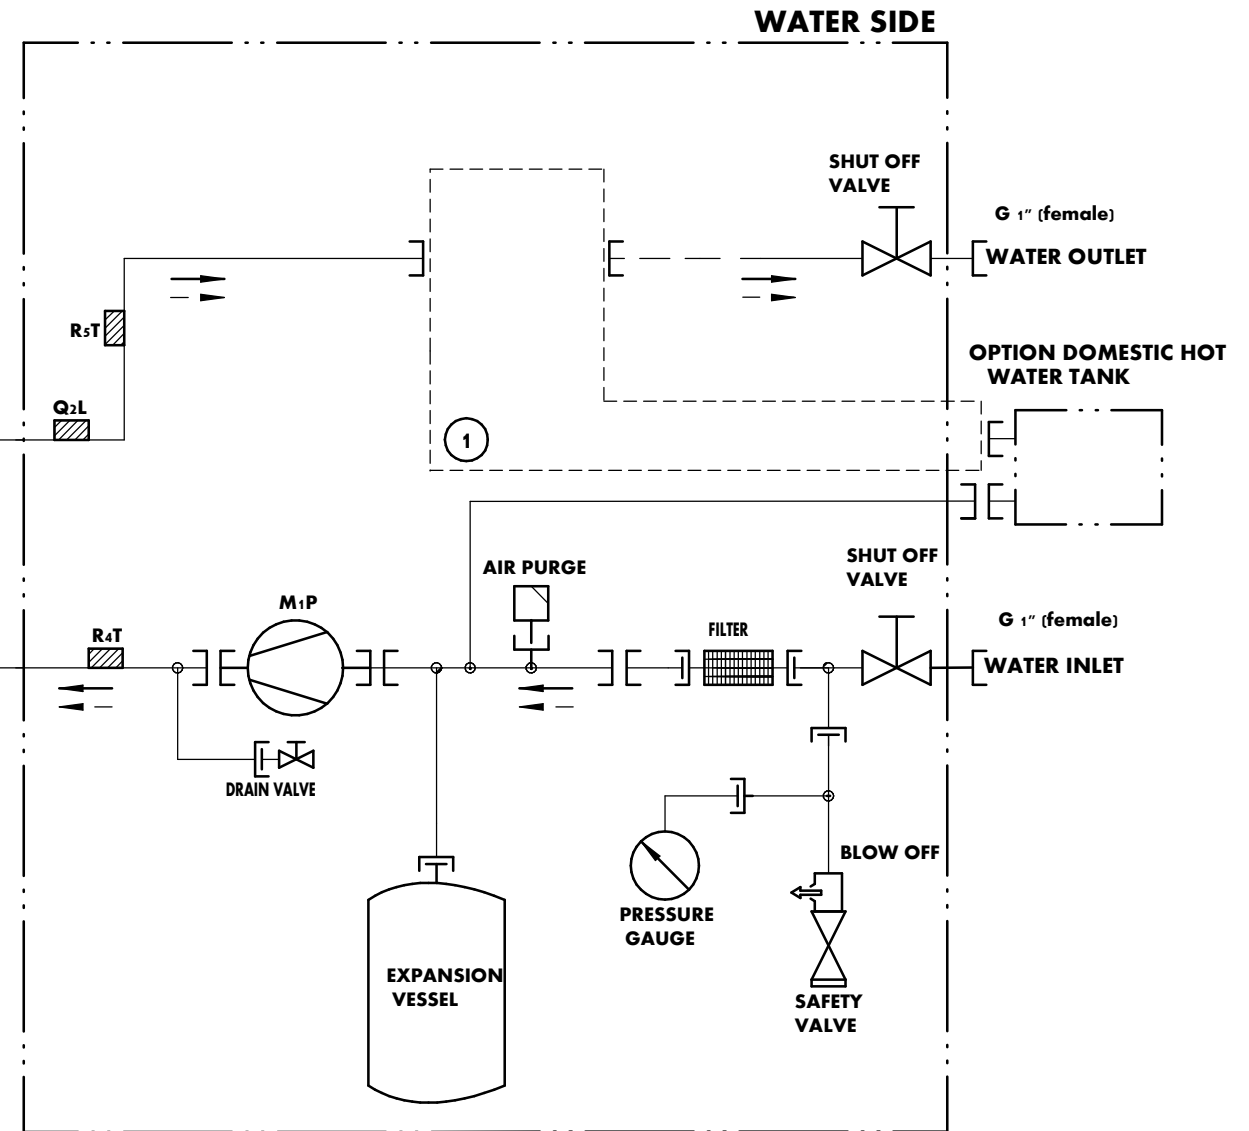 WATER SIDE
SHUT OFF
VALVE
G 1" (female)
WATER OUTLET
R5T
OPTION DOMESTIC HOT
WATER TANK
Q2L
1
SHUT OFF
VALVE
AIR PURGE
M1P
G 1" (female)
R4T
FILTER
WATER INLET
DRAIN VALVE
BLOW OFF
PRESSURE
GAUGE
EXPANSION
VESSEL
SAFETY
VALVE